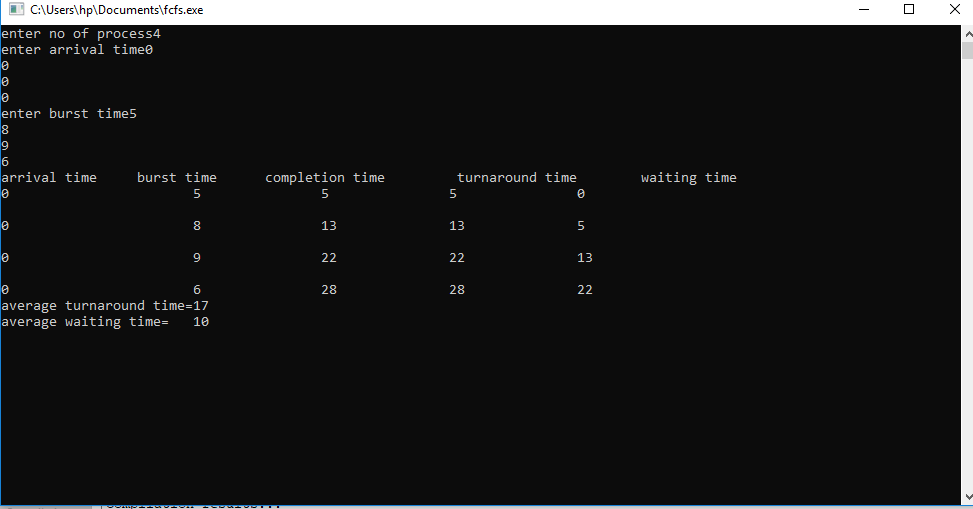 C:\Users\hp\Documents\fcfs.exe
enter no of process4
enter arrival time0
0
0
0
enter burst time5
8
9
6
arrival time     burst time      completion time         turnaround time        waiting time
0                       5               5               5               0
0                       8               13              13              5
0                       9               22              22              13
0                       6               28              28              22
average turnaround time=17
average waiting time=   10